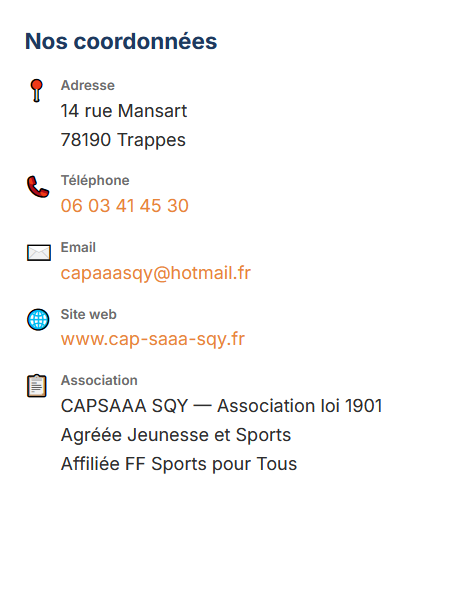 Nos coordonnées
Adresse
14 rue Mansart
78190 Trappes
Téléphone
06 03 41 45 30
Email
capaaasqy@hotmail.fr
Site web
www.cap-saaa-sqy.fr
Association
CAPSAAA SQY — Association loi 1901
Agréée Jeunesse et Sports
Affiliée FF Sports pour Tous